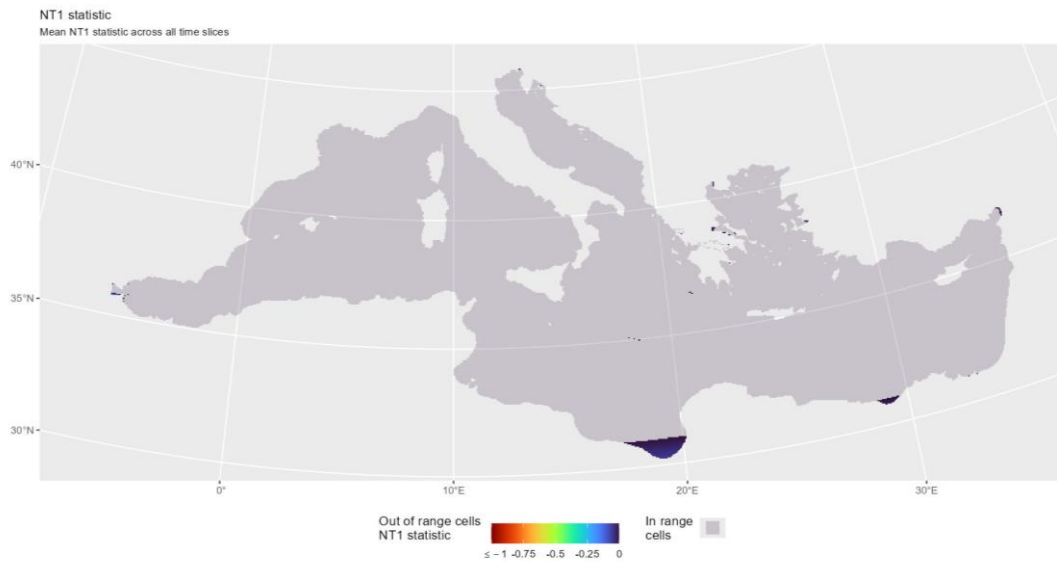 NT1 statistic
Mean NT1 statistic across all time slices
40°N
35°N
30°N
0°
10°E
20°E
30°E
Out of range cells
NT1 statistic
≤ − 1 -0.75 -0.5 -0.25 0
In range
cells